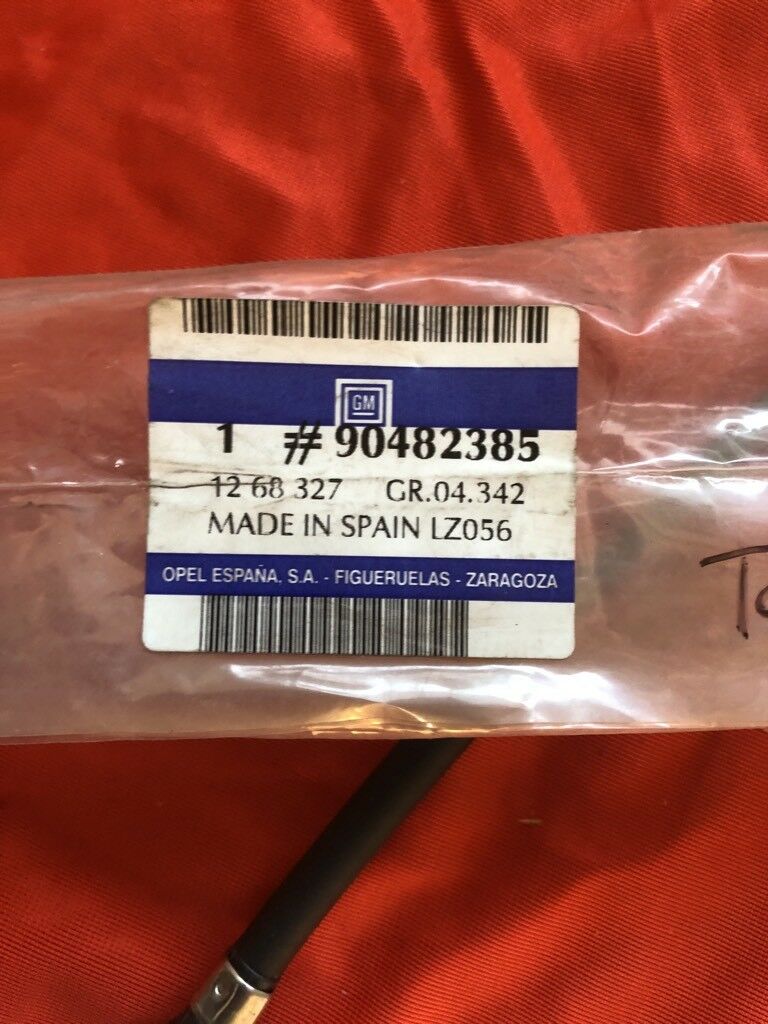 GM
1 # 90482385
12 68 327 GR.04.342
MADE IN SPAIN LZ056
OPEL ESPAÑA, S.A. - FIGUERUELAS - ZARAGOZA